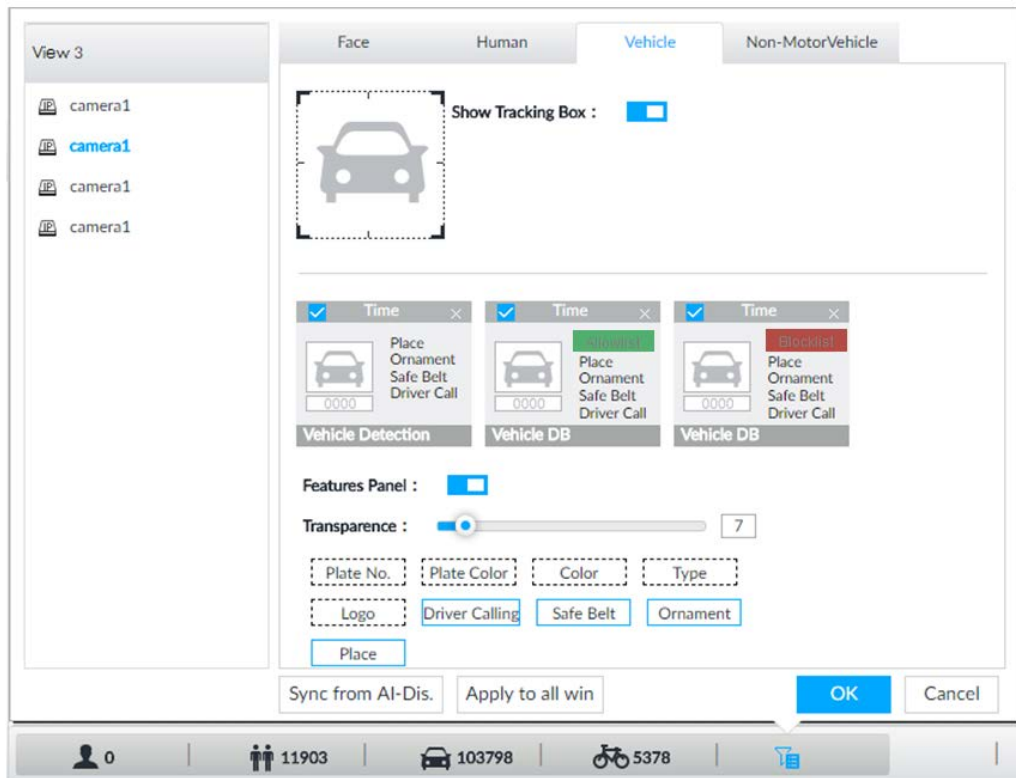 View 3
camera1
camera1
camera1
camera1
Face Human Vehicle Non-MotorVehicle
Show Tracking Box :
Time
Place
Ornament
Safe Belt
Driver Call
0000
Vehicle Detection
Time
Allowlist
Place
Ornament
Safe Belt
Driver Call
0000
Vehicle DB
Time
Blocklist
Place
Ornament
Safe Belt
Driver Call
0000
Vehicle DB
Features Panel :
Transparence : 7
Plate No. Plate Color Color Type
Logo Driver Calling Safe Belt Ornament
Place
Sync from AI-Dis. Apply to all win OK Cancel
0 11903 103798 5378